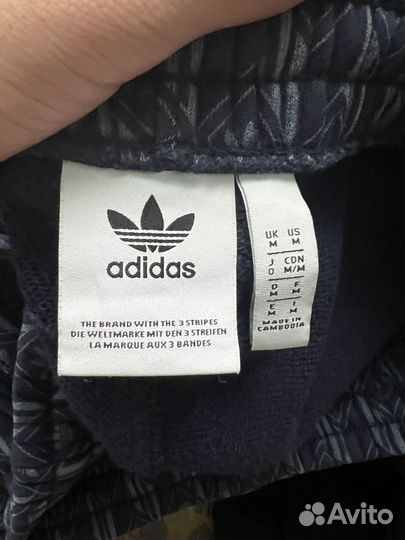 adidas
THE BRAND WITH THE 3 STRIPES
DIE WELTMARKE MIT DEN 3 STREIFEN
LA MARQUE AUX 3 BANDES
UK US
M M
J CDN
O M/M
D F
M M
E I
M M
MADE IN
CAMBODIA
Avito